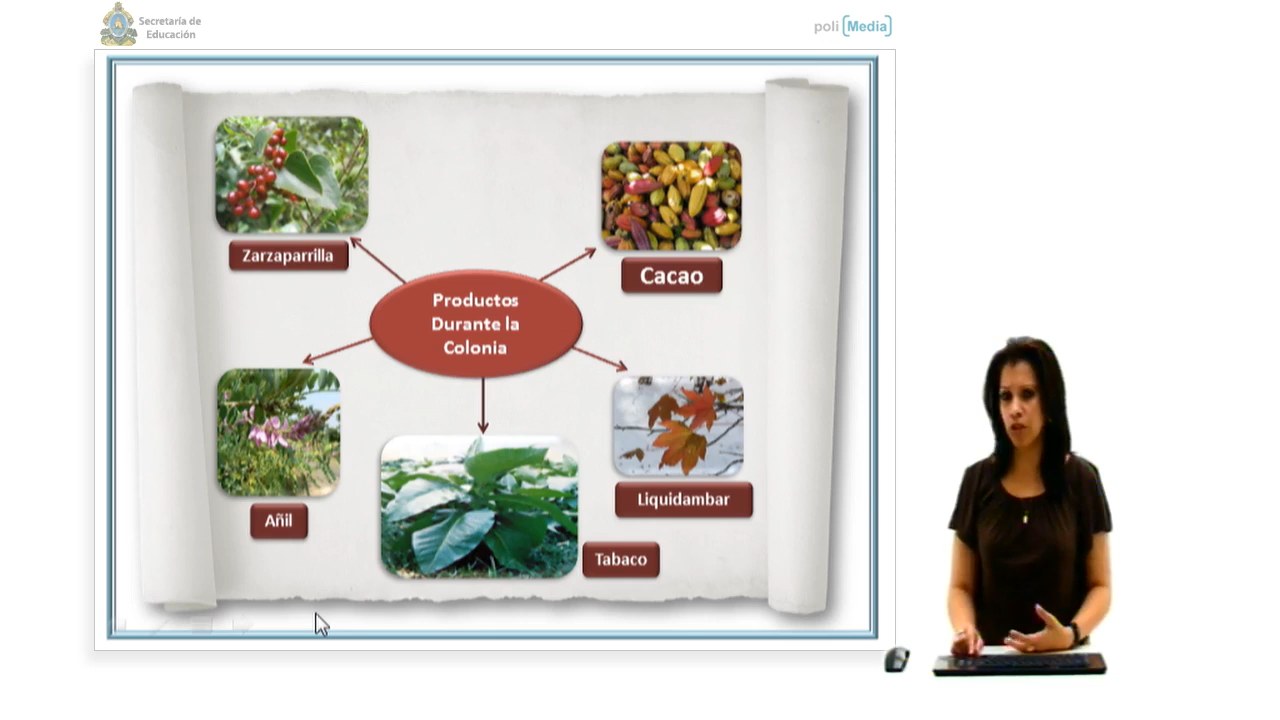 Secretaría de
Educación
poli [Media]
Zarzaparrilla
Cacao
Productos
Durante la
Colonia
Añil
Liquidambar
Tabaco